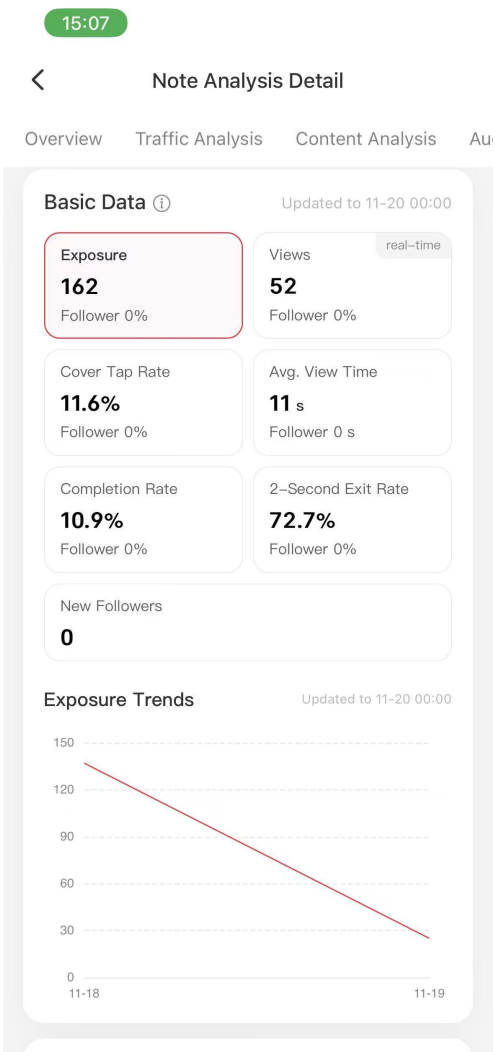 15:07
Note Analysis Detail
Overview Traffic Analysis Content Analysis Au
Basic Data Updated to 11-20 00:00
real-time
Exposure Views
162 52
Follower 0% Follower 0%
Cover Tap Rate Avg. View Time
11.6% 11 s
Follower 0% Follower 0 s
Completion Rate 2-Second Exit Rate
10.9% 72.7%
Follower 0% Follower 0%
New Followers
0
Exposure Trends Updated to 11-20 00:00
150
120
90
60
30
0
11-18 11-19